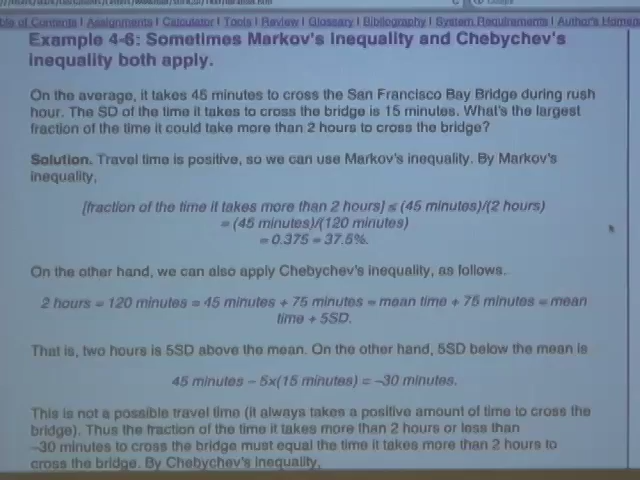 ble of Contents | Assignments | Calculator | Tools | Review | Glossary | Bibliography | System Requirements | Author's Homep
Example 4-6: Sometimes Markov's Inequality and Chebychev's
inequality both apply.
On the average, it takes 45 minutes to cross the San Francisco Bay Bridge during rush
hour. The SD of the time it takes to cross the bridge is 15 minutes. What's the largest
fraction of the time it could take more than 2 hours to cross the bridge?
Solution. Travel time is positive, so we can use Markov's inequality. By Markov's
inequality,
[fraction of the time it takes more than 2 hours] ≤ (45 minutes)/(2 hours)
= (45 minutes)/(120 minutes)
= 0.375 = 37.5%.
On the other hand, we can also apply Chebychev's inequality, as follows.
2 hours = 120 minutes = 45 minutes + 75 minutes = mean time + 75 minutes = mean
time + 5SD.
That is, two hours is 5SD above the mean. On the other hand, 5SD below the mean is
45 minutes − 5x(15 minutes) = −30 minutes.
This is not a possible travel time (it always takes a positive amount of time to cross the
bridge). Thus the fraction of the time it takes more than 2 hours or less than
−30 minutes to cross the bridge must equal the time it takes more than 2 hours to
cross the bridge. By Chebychev's inequality,